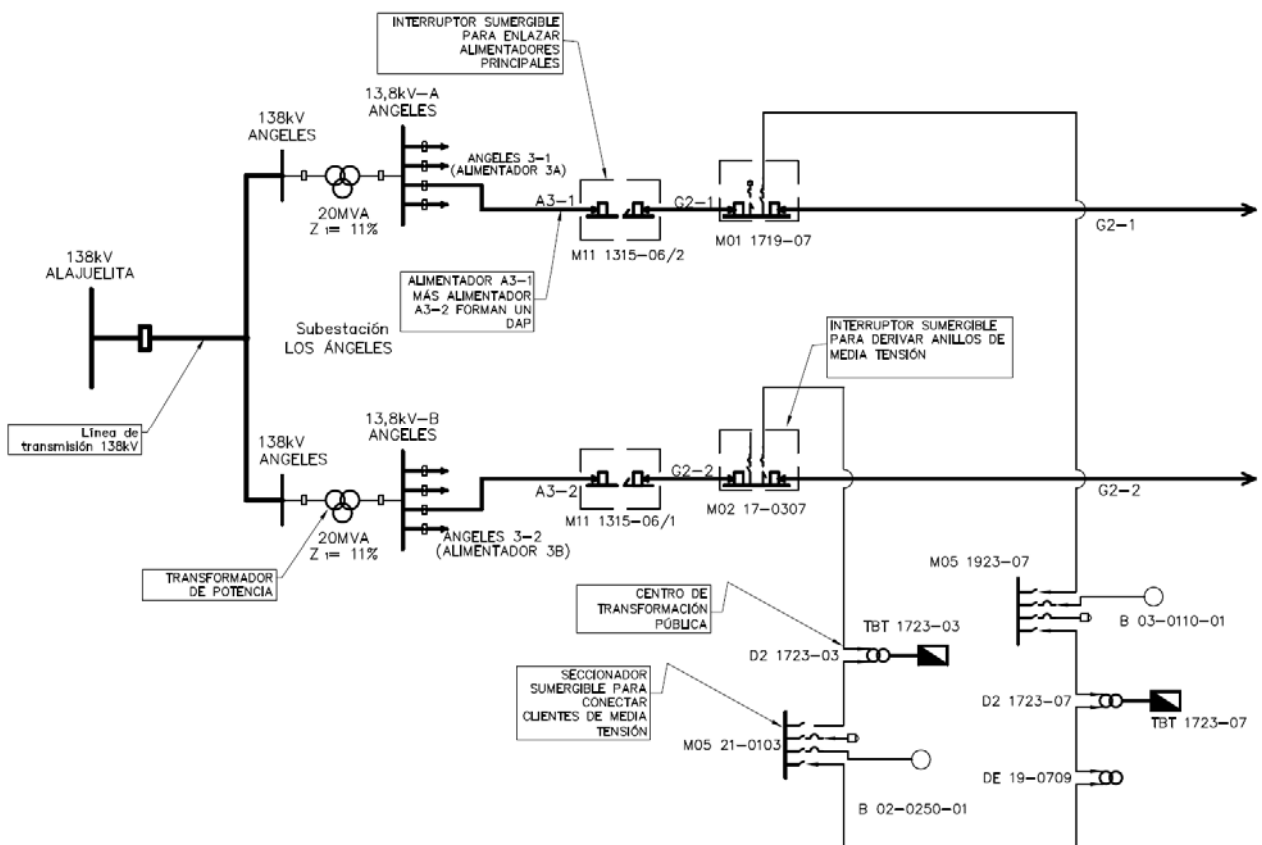 INTERRUPTOR SUMERGIBLE
PARA ENLAZAR
ALIMENTADORES
PRINCIPALES
13,8kV-A
ANGELES
138kV
ANGELES
ANGELES 3-1
(ALIMENTADOR 3A)
20MVA
Z1= 11%
A3-1
G2-1
M11 1315-06/2
M01 1719-07
G2-1
138kV
ALAJUELITA
ALIMENTADOR A3-1
MÁS ALIMENTADOR
A3-2 FORMAN UN
DAP
Subestación
LOS ÁNGELES
INTERRUPTOR SUMERGIBLE
PARA DERIVAR ANILLOS DE
MEDIA TENSIÓN
Línea de
transmisión 138kV
13,8kV-B
ANGELES
138kV
ANGELES
A3-2
G2-2
M11 1315-06/1
M02 17-0307
G2-2
20MVA
Z1= 11%
ANGELES 3-2
(ALIMENTADOR 3B)
TRANSFORMADOR
DE POTENCIA
M05 1923-07
CENTRO DE
TRANSFORMACIÓN
PÚBLICA
B 03-0110-01
TBT 1723-03
D2 1723-03
SECCIONADOR
SUMERGIBLE PARA
CONECTAR
CLIENTES DE MEDIA
TENSIÓN
D2 1723-07
TBT 1723-07
M05 21-0103
DE 19-0709
B 02-0250-01